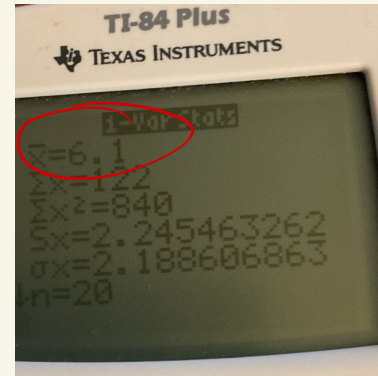 TI-84 Plus
TEXAS INSTRUMENTS
1-Var Stats
x̄=6.1
Σx=122
Σx²=840
Sx=2.245463262
σx=2.188606863
↓n=20